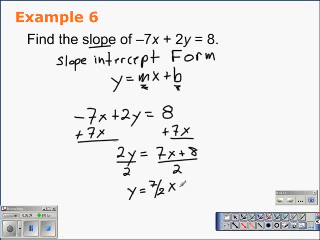 Example 6
Find the slope of –7x + 2y = 8.
slope intercept Form
y = mx + b
-7x + 2y = 8
+7x +7x
2y = 7x + 8
2 2
y = 7/2 x